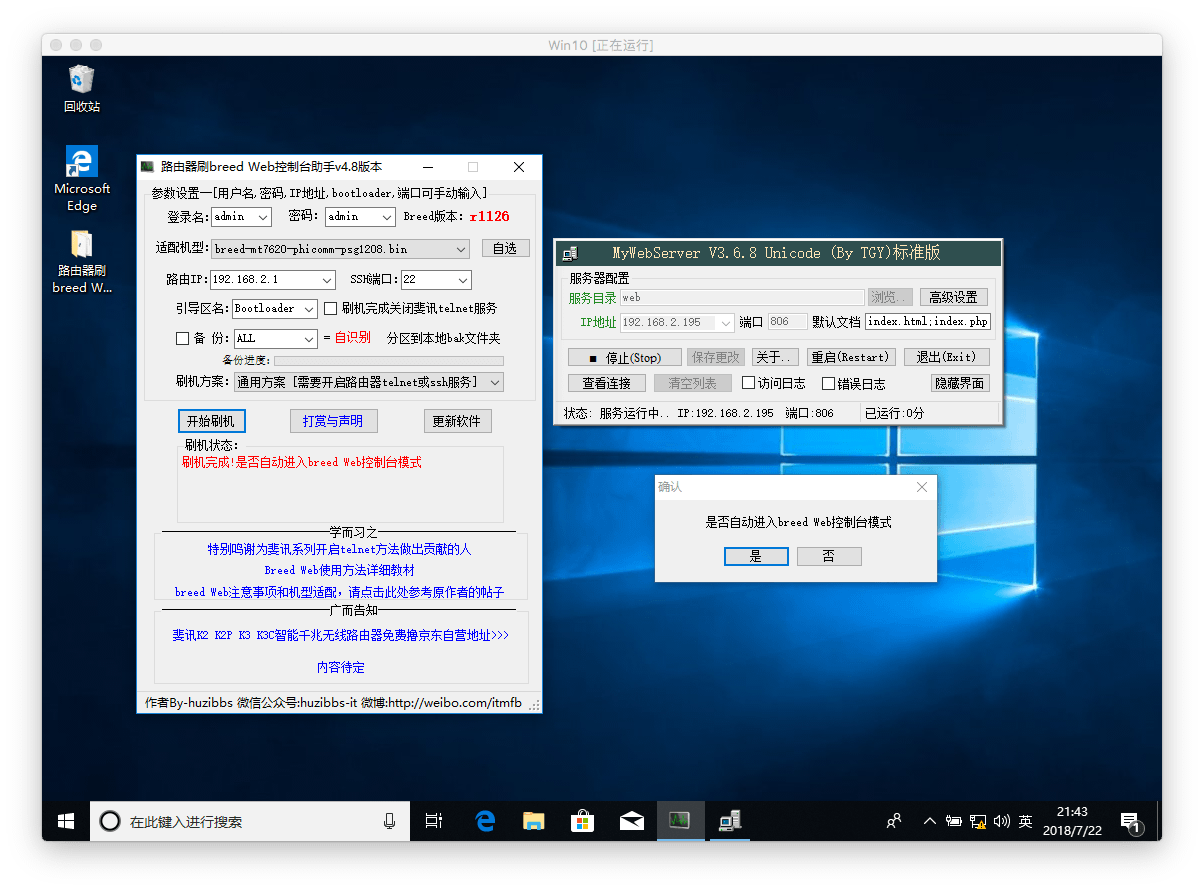 Win10 [正在运行]
回收站
Microsoft
Edge
路由器刷
breed W...
路由器刷breed Web控制台助手v4.8版本
参数设置一[用户名,密码,IP地址,bootloader,端口可手动输入]
登录名: admin 密码: admin Breed版本: r1126
适配机型: breed-mt7620-phicomm-psg1208.bin 自选
路由IP: 192.168.2.1 SSH端口: 22
引导区名: Bootloader 刷机完成关闭斐讯telnet服务
备 份: ALL = 自识别 分区到本地bak文件夹
备份进度:
刷机方案: 通用方案 [需要开启路由器telnet或ssh服务]
开始刷机 打赏与声明 更新软件
刷机状态:
刷机完成!是否自动进入breed Web控制台模式
学而习之
特别鸣谢为斐讯系列开启telnet方法做出贡献的人
Breed Web使用方法详细教材
breed Web注意事项和机型适配，请点击此处参考原作者的帖子
广而告知
斐讯K2 K2P K3 K3C智能千兆无线路由器免费撸京东自营地址>>>
内容待定
作者By-huzibbs 微信公众号:huzibbs-it 微博:http://weibo.com/itmfb
MyWebServer V3.6.8 Unicode (By TGY)标准版
服务器配置
服务目录 web 浏览.. 高级设置
IP地址 192.168.2.195 端口 806 默认文档 index.html;index.php
■ 停止(Stop) 保存更改 关于.. 重启(Restart) 退出(Exit)
查看连接 清空列表 访问日志 错误日志 隐藏界面
状态: 服务运行中.. IP:192.168.2.195 端口:806 已运行:0分
确认
是否自动进入breed Web控制台模式
是 否
在此键入进行搜索
英
21:43
2018/7/22
1